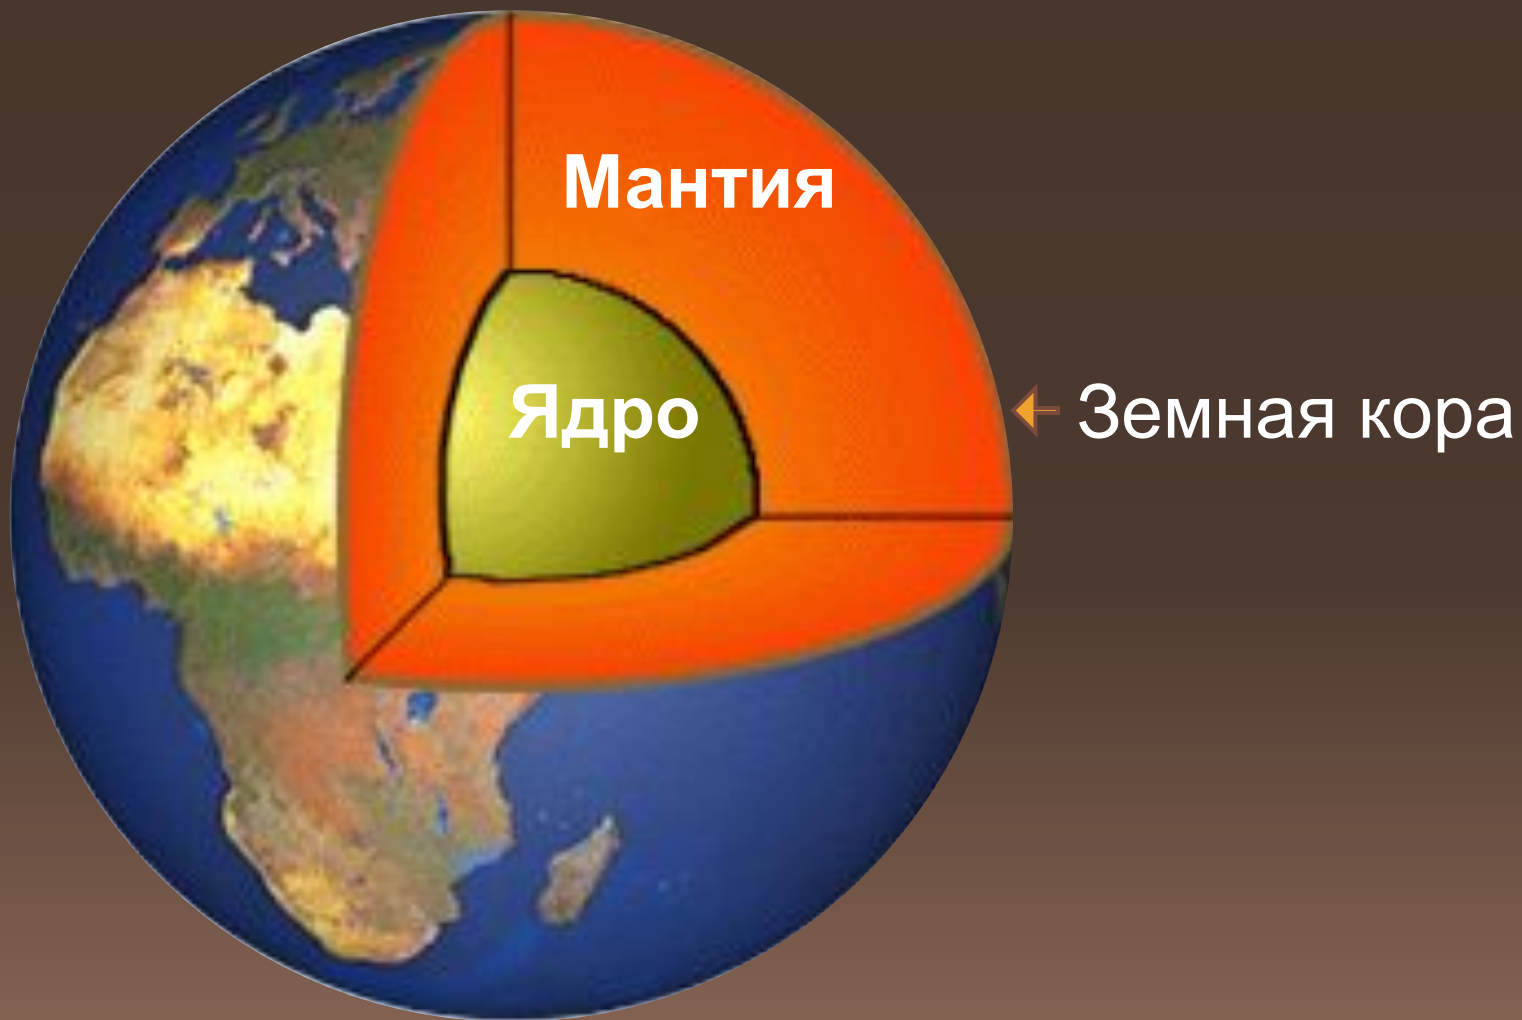 Мантия
Ядро
Земная кора